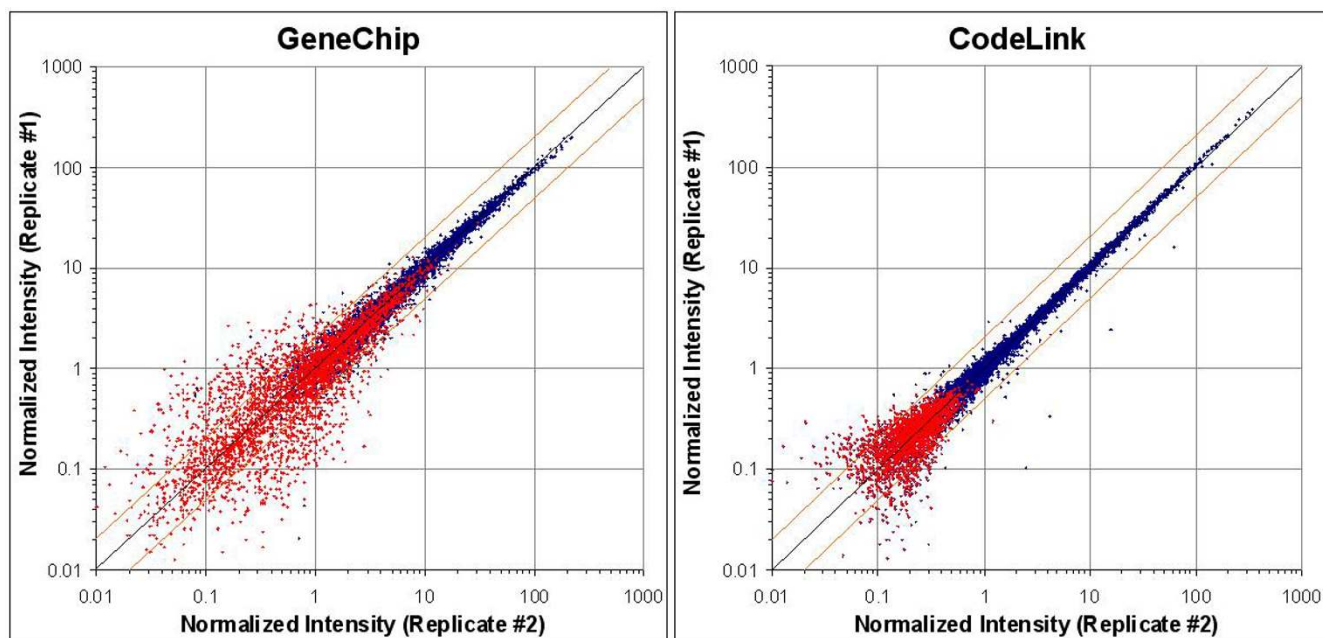 GeneChip
1000
100
10
1
0.1
0.01
Normalized Intensity (Replicate #1)
0.01 0.1 1 10 100 1000
Normalized Intensity (Replicate #2)
CodeLink
1000
100
10
1
0.1
0.01
Normalized Intensity (Replicate #1)
0.01 0.1 1 10 100 1000
Normalized Intensity (Replicate #2)